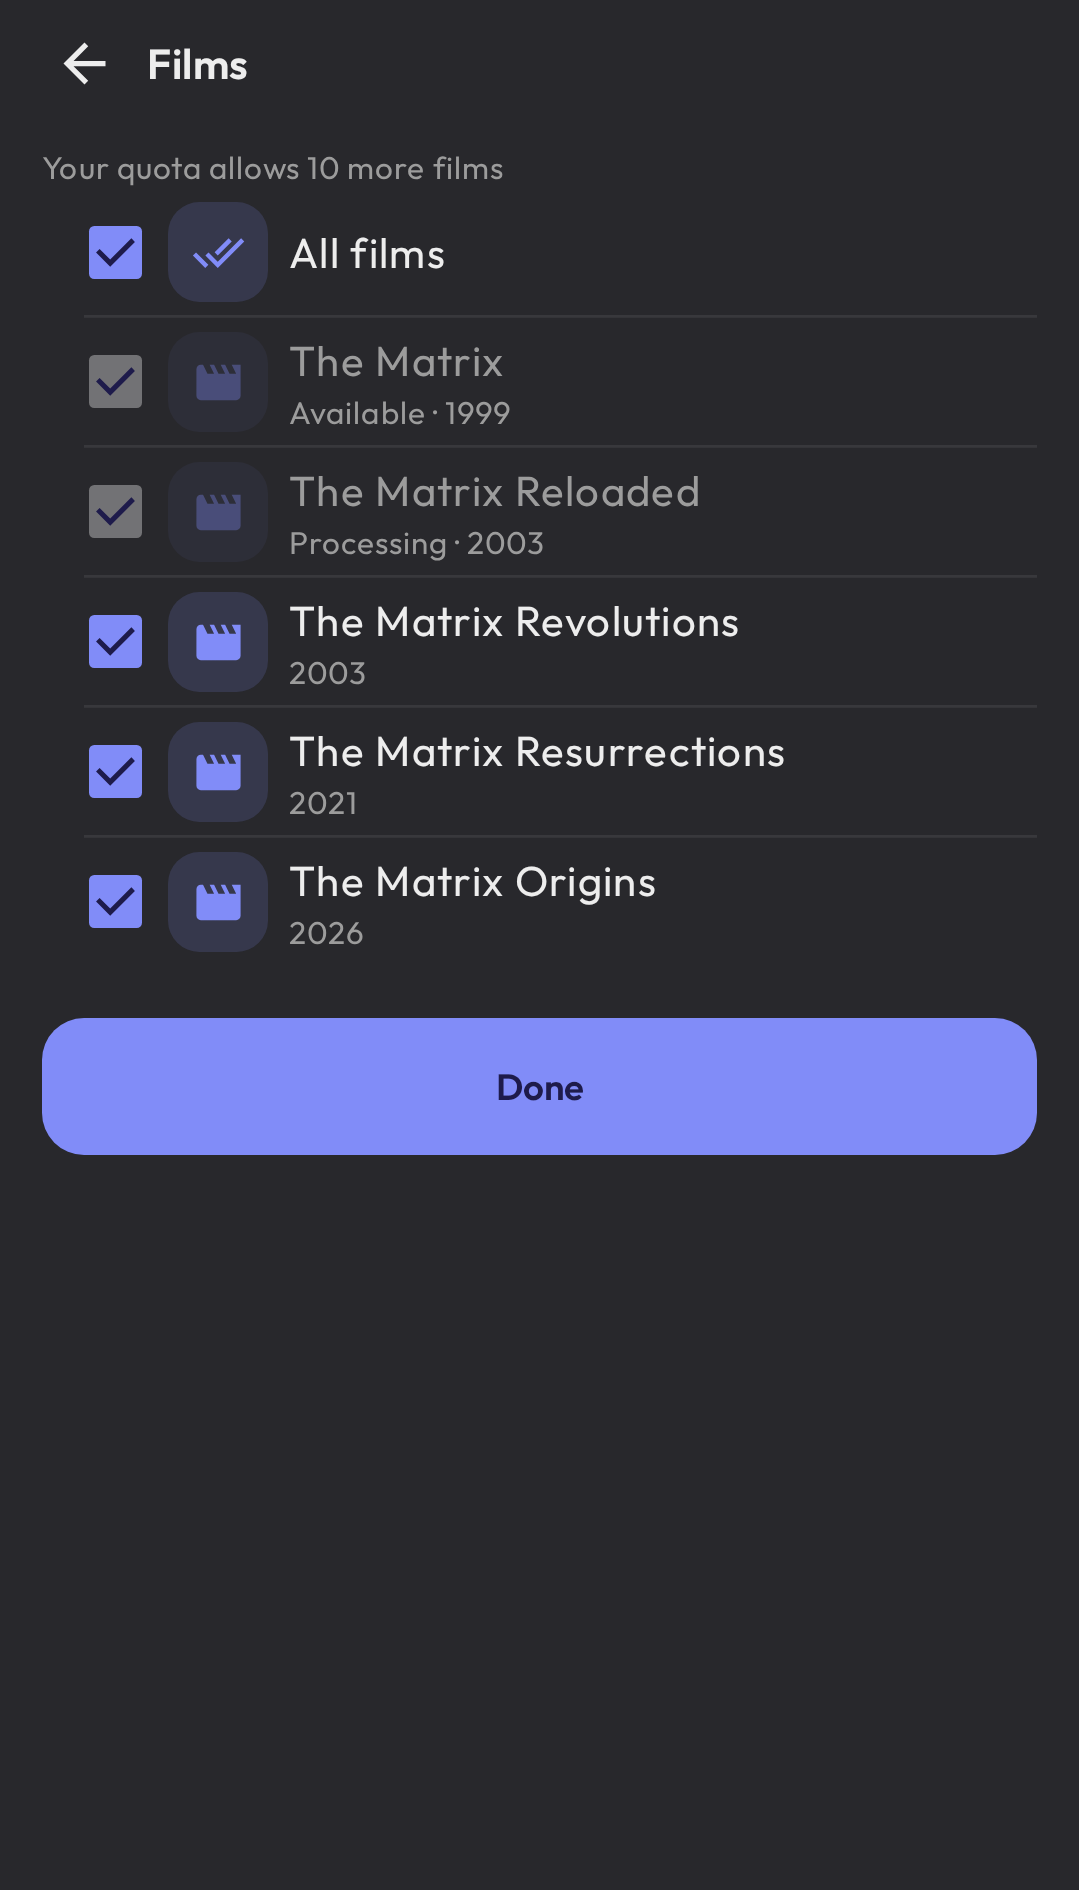 Films
Your quota allows 10 more films
All films
The Matrix
Available · 1999
The Matrix Reloaded
Processing · 2003
The Matrix Revolutions
2003
The Matrix Resurrections
2021
The Matrix Origins
2026
Done